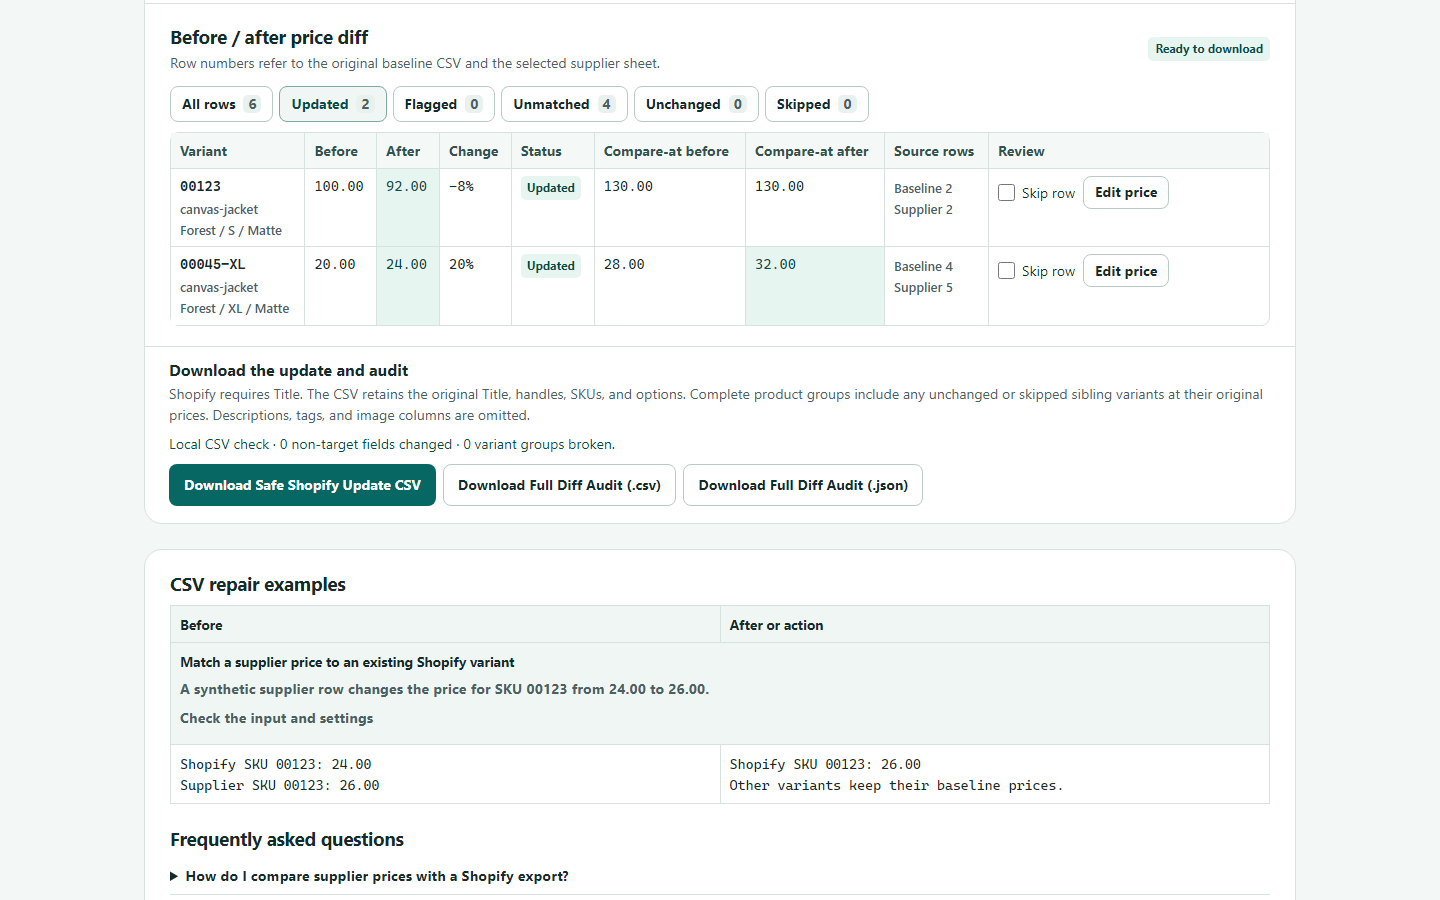 Before / after price diff
Row numbers refer to the original baseline CSV and the selected supplier sheet.
Ready to download
All rows 6 Updated 2 Flagged 0 Unmatched 4 Unchanged 0 Skipped 0
Variant Before After Change Status Compare-at before Compare-at after Source rows Review
00123 100.00 92.00 −8% Updated 130.00 130.00 Baseline 2 Skip row Edit price
canvas-jacket Supplier 2
Forest / S / Matte
00045-XL 20.00 24.00 20% Updated 28.00 32.00 Baseline 4 Skip row Edit price
canvas-jacket Supplier 5
Forest / XL / Matte
Download the update and audit
Shopify requires Title. The CSV retains the original Title, handles, SKUs, and options. Complete product groups include any unchanged or skipped sibling variants at their original
prices. Descriptions, tags, and image columns are omitted.
Local CSV check · 0 non-target fields changed · 0 variant groups broken.
Download Safe Shopify Update CSV Download Full Diff Audit (.csv) Download Full Diff Audit (.json)
CSV repair examples
Before After or action
Match a supplier price to an existing Shopify variant
A synthetic supplier row changes the price for SKU 00123 from 24.00 to 26.00.
Check the input and settings
Shopify SKU 00123: 24.00 Shopify SKU 00123: 26.00
Supplier SKU 00123: 26.00 Other variants keep their baseline prices.
Frequently asked questions
How do I compare supplier prices with a Shopify export?